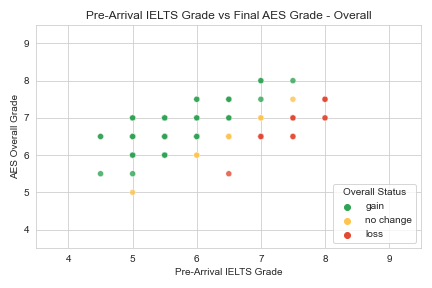 Pre-Arrival IELTS Grade vs Final AES Grade - Overall
9
8
7
6
5
4
AES Overall Grade
Overall Status
gain
no change
loss
4 5 6 7 8 9
Pre-Arrival IELTS Grade